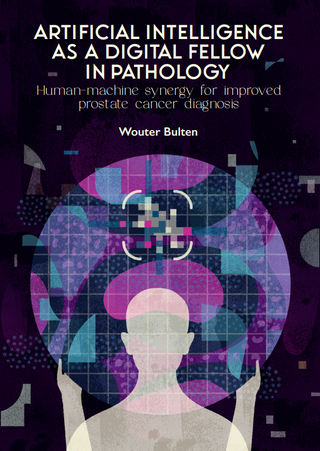 ARTIFICIAL INTELLIGENCE
AS A DIGITAL FELLOW
IN PATHOLOGY
Human-machine synergy for improved
prostate cancer diagnosis
Wouter Bulten